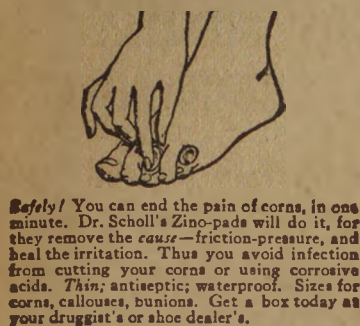 Safely! You can end the pain of corns, in one
minute. Dr. Scholl's Zino-pads will do it, for
they remove the cause—friction-pressure, and
heal the irritation. Thus you avoid infection
from cutting your corns or using corrosive
acids. Thin; antiseptic; waterproof. Sizes for
corns, callouses, bunions. Get a box today at
your druggist's or shoe dealer's.